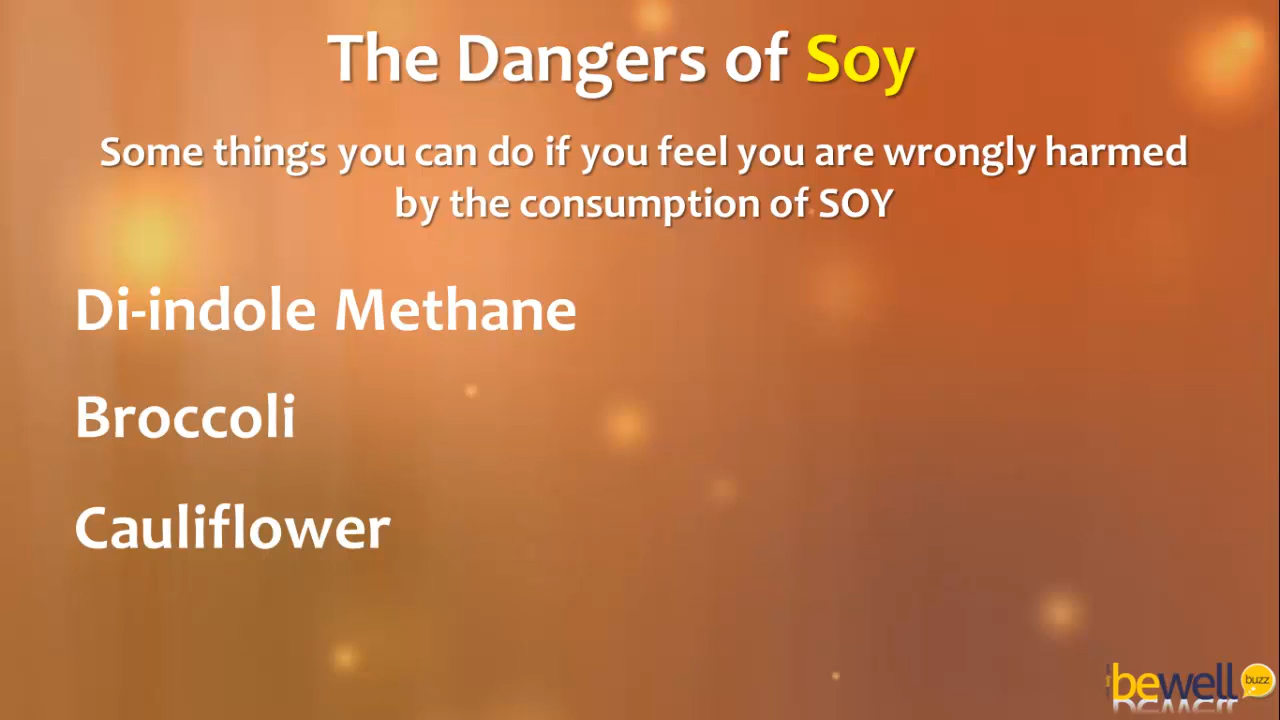 The Dangers of Soy
Some things you can do if you feel you are wrongly harmed
by the consumption of SOY
Di-indole Methane
Broccoli
Cauliflower
bewell buzz